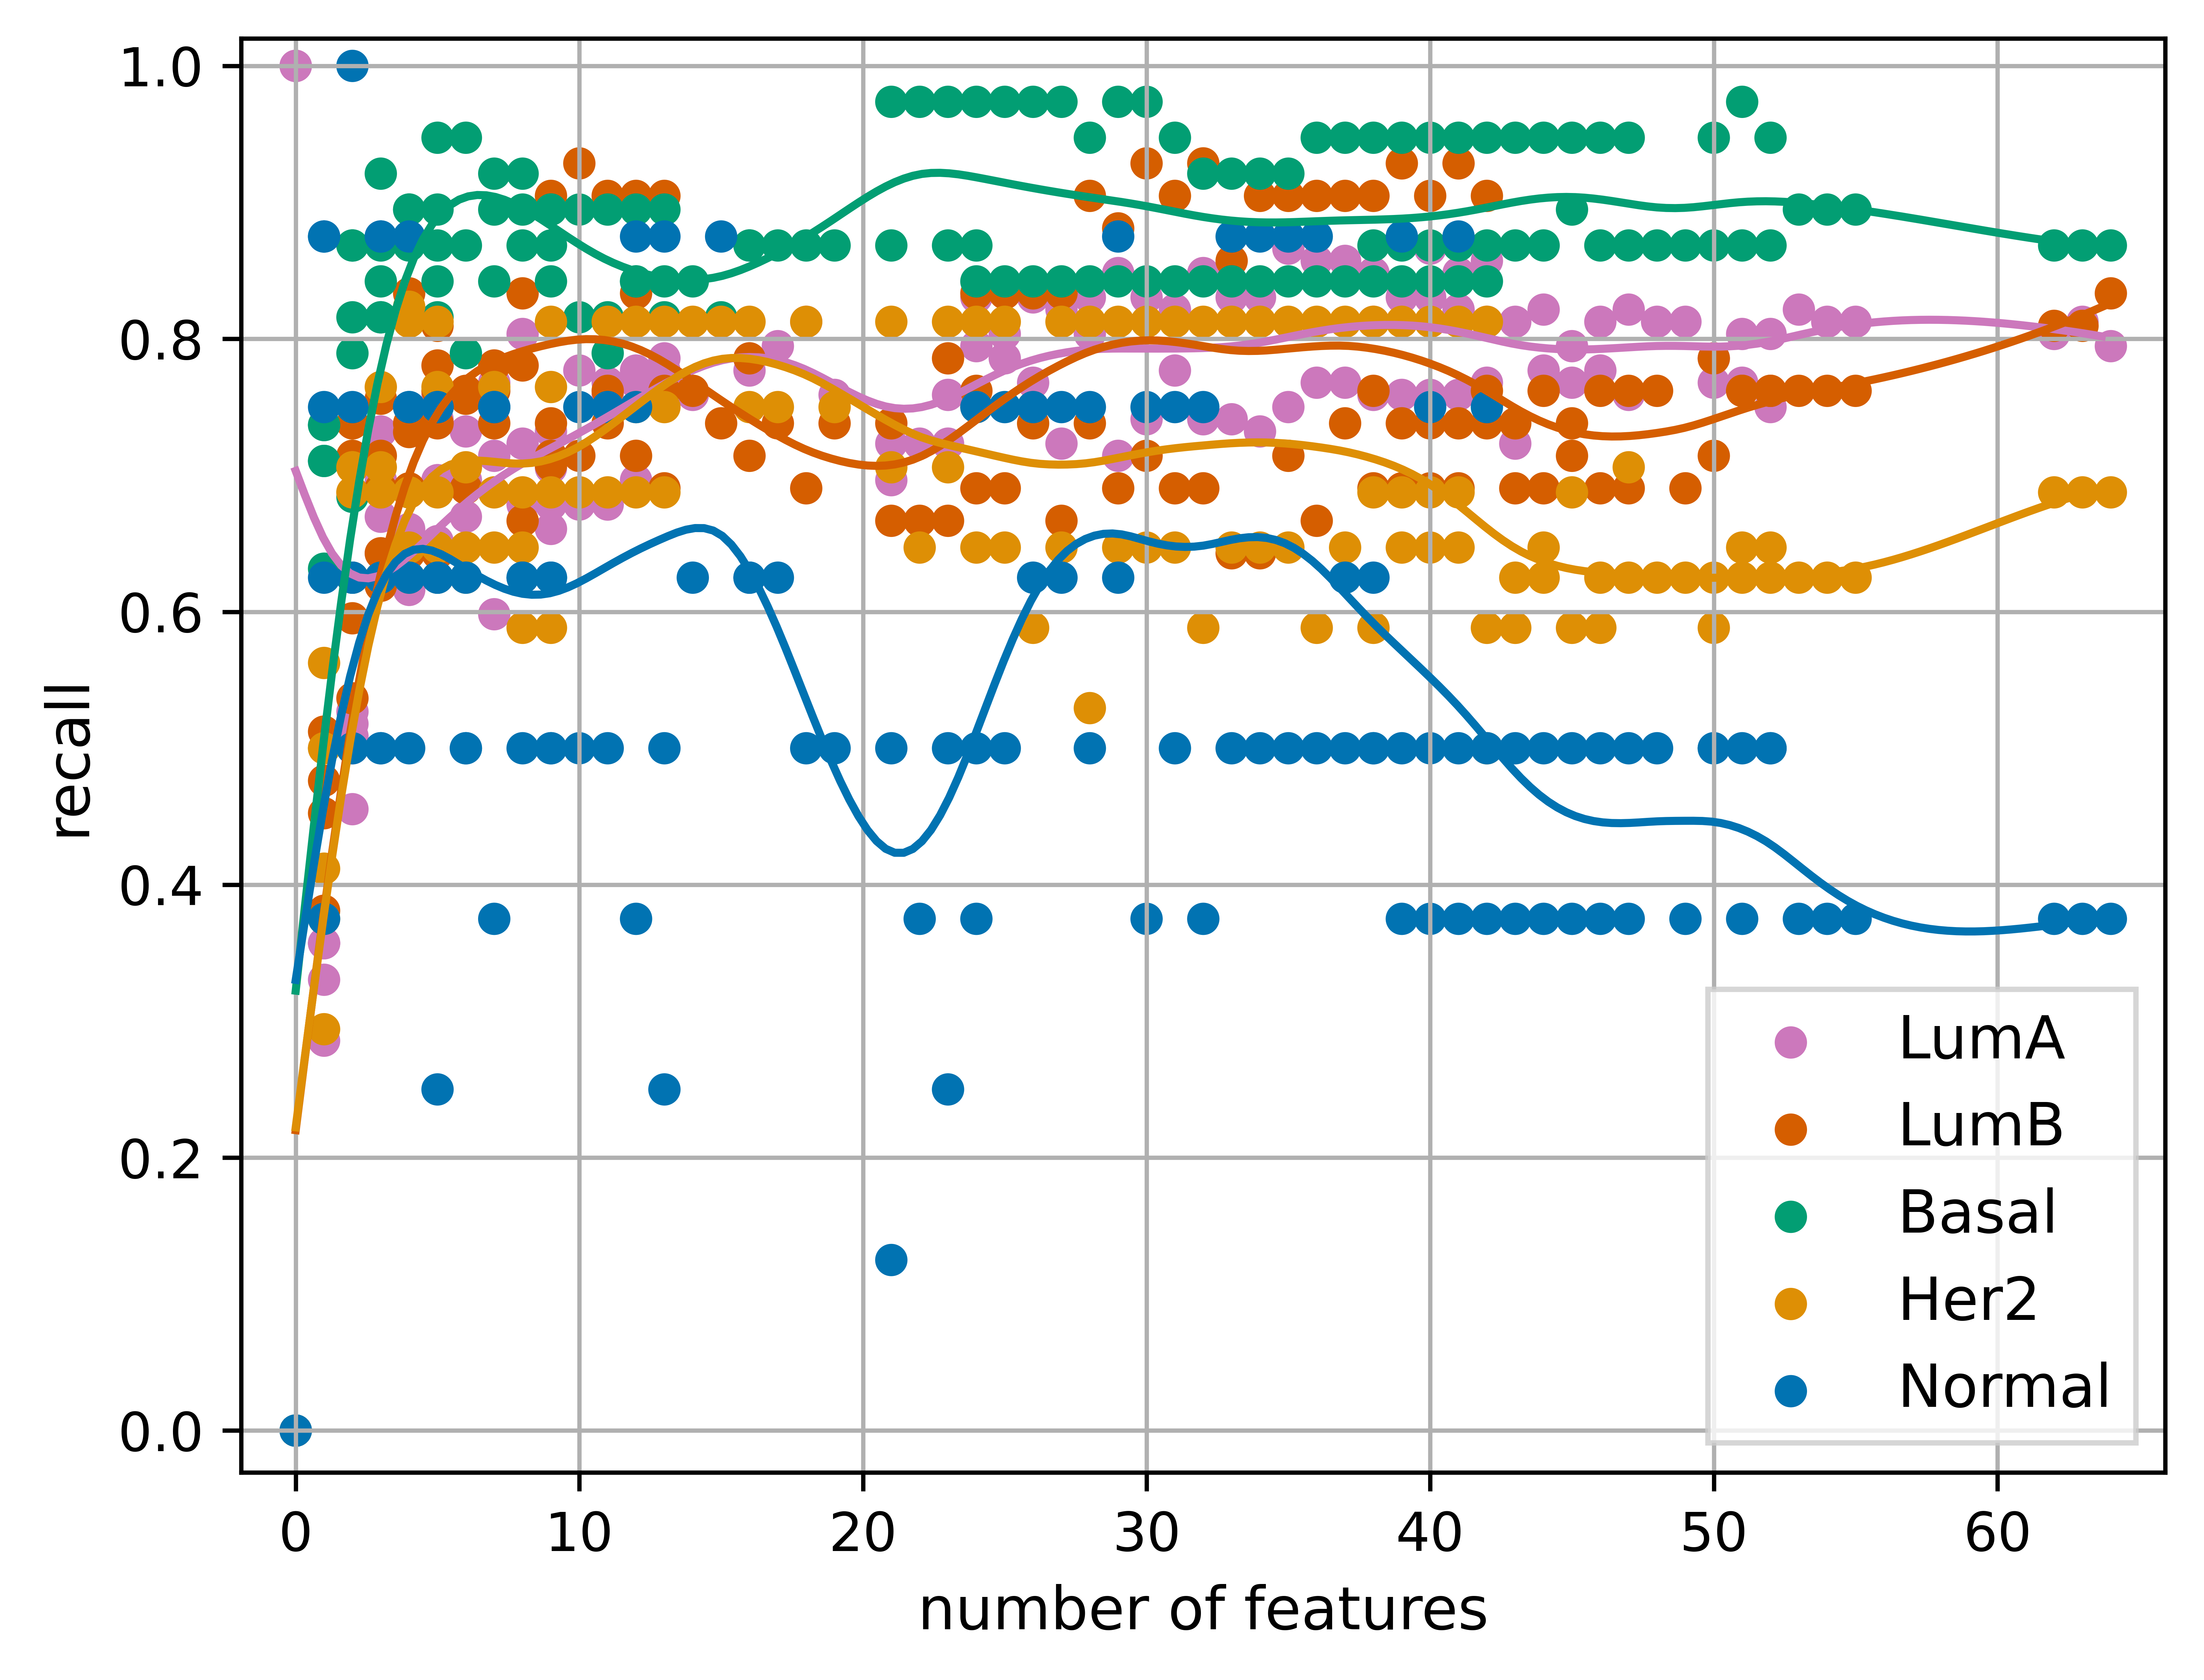 1.0
0.8
0.6
0.4
0.2
0.0
recall
0 10 20 30 40 50 60
number of features
LumA
LumB
Basal
Her2
Normal